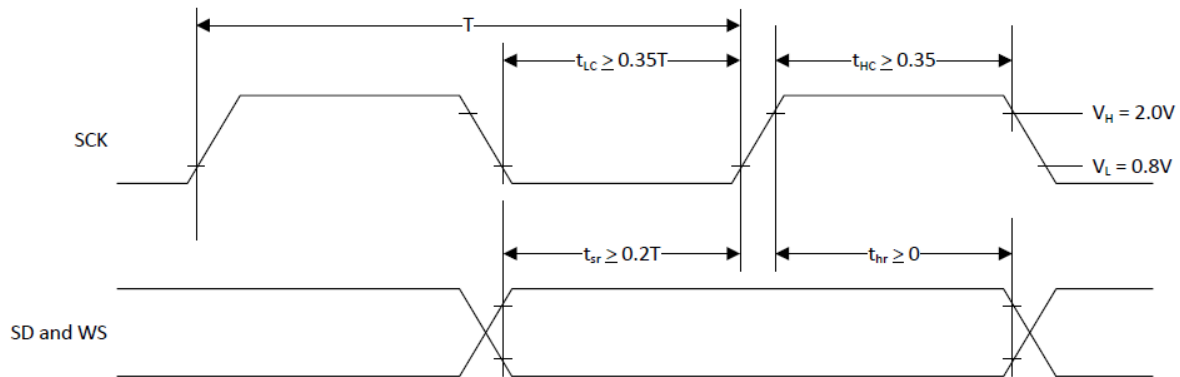 T
t_LC ≥ 0.35T
t_HC ≥ 0.35
SCK
V_H = 2.0V
V_L = 0.8V
t_sr ≥ 0.2T
t_hr ≥ 0
SD and WS